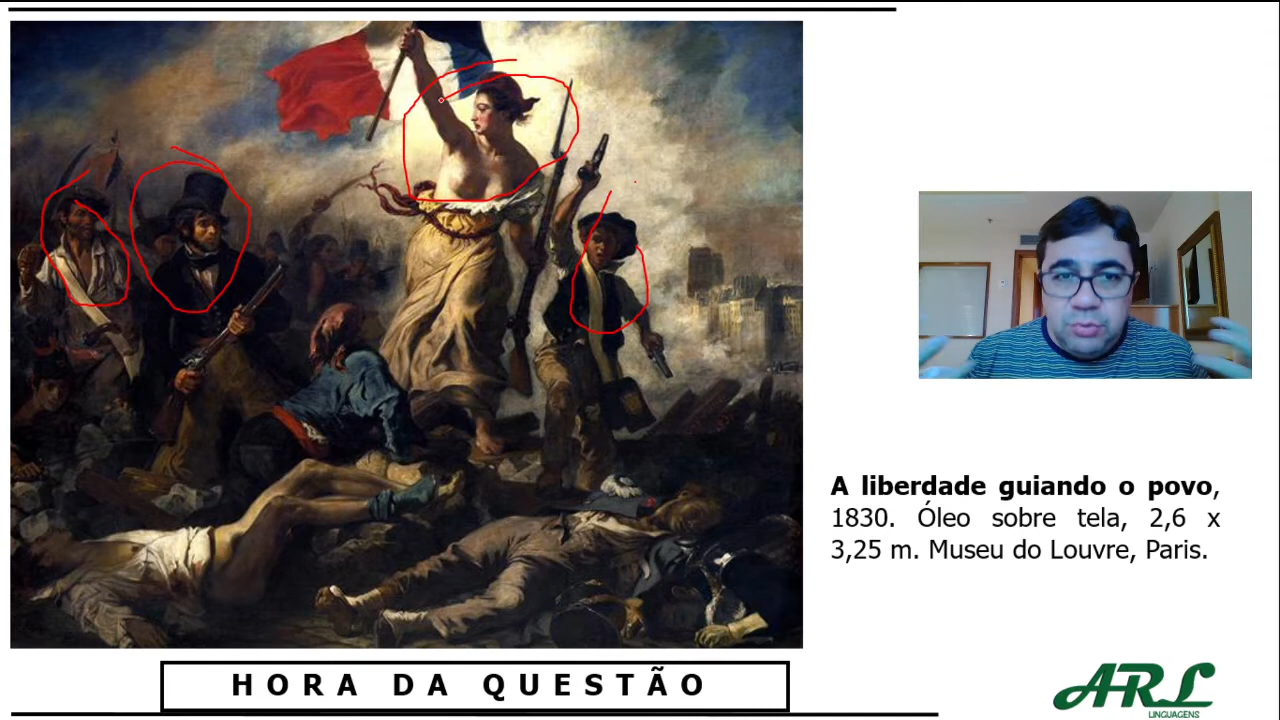 A liberdade guiando o povo,
1830. Óleo sobre tela, 2,6 x
3,25 m. Museu do Louvre, Paris.
HORA DA QUESTÃO
ARL
LINGUAGENS